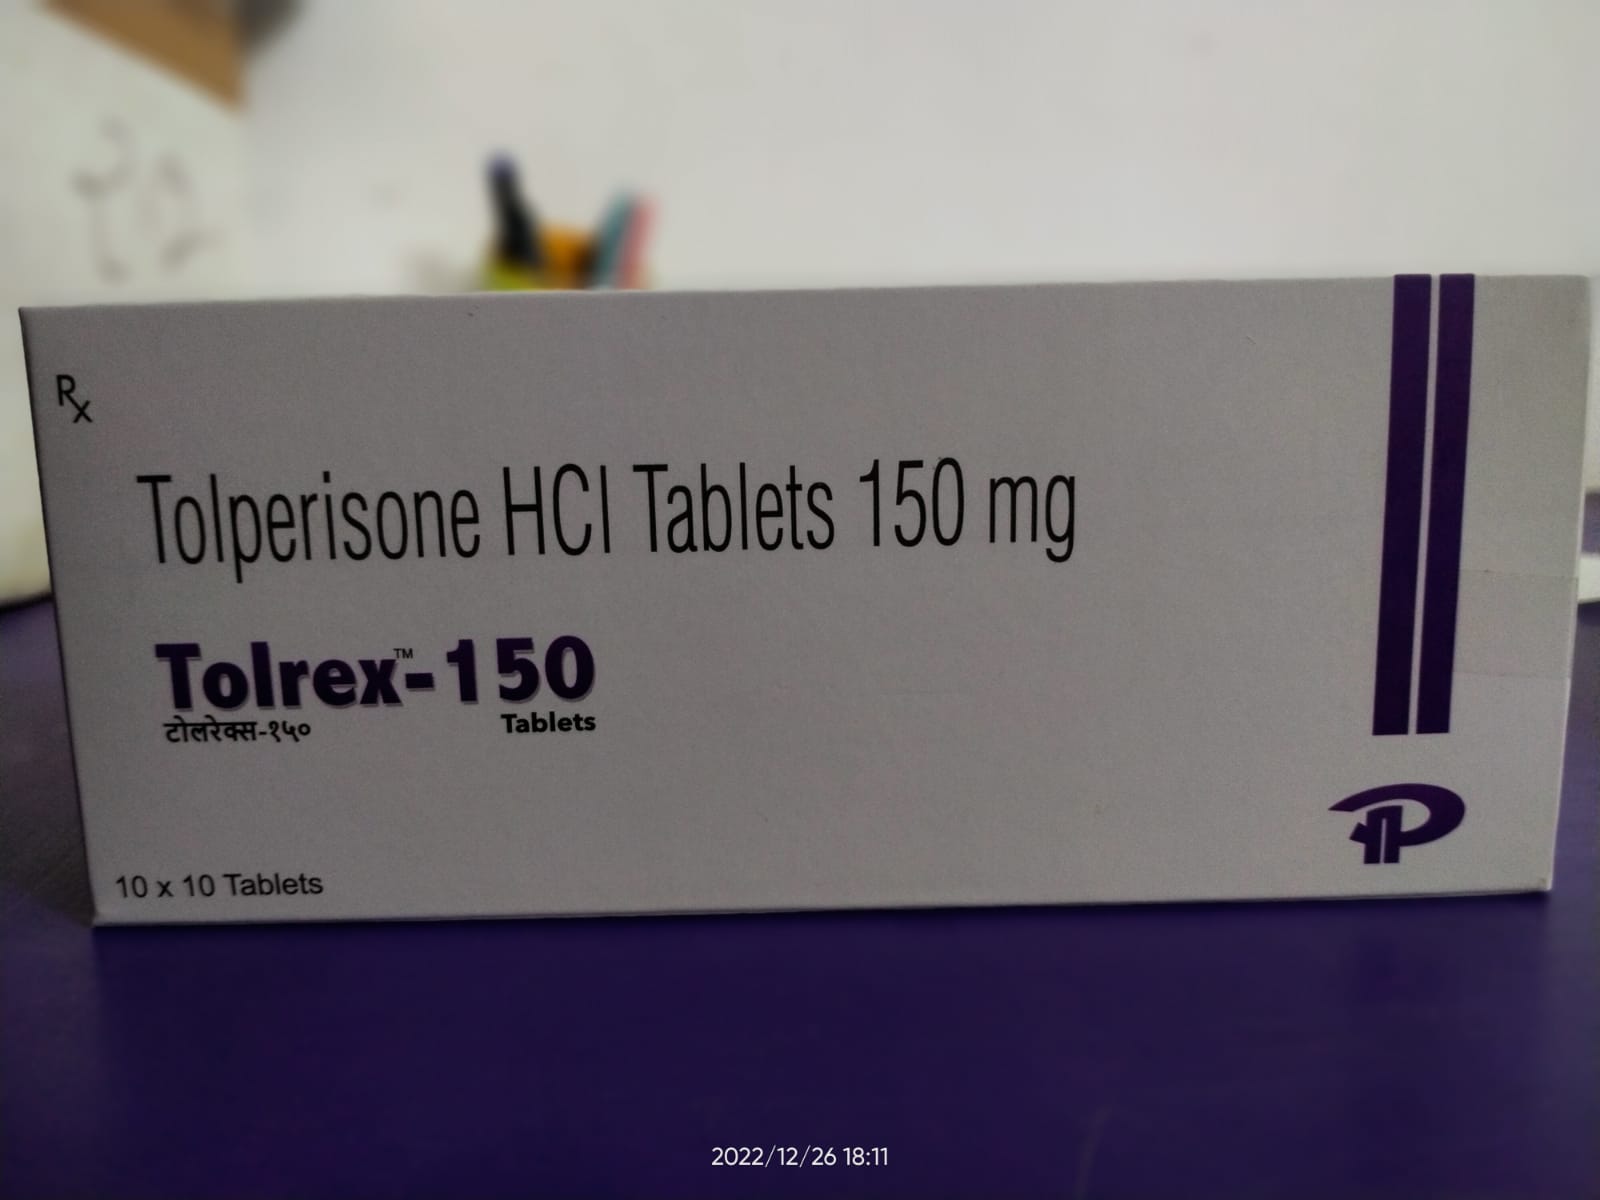 Rx
Tolperisone HCl Tablets 150 mg
Tolrex™-150
टोलरेक्स-१५०
Tablets
10 x 10 Tablets
2022/12/26 18:11